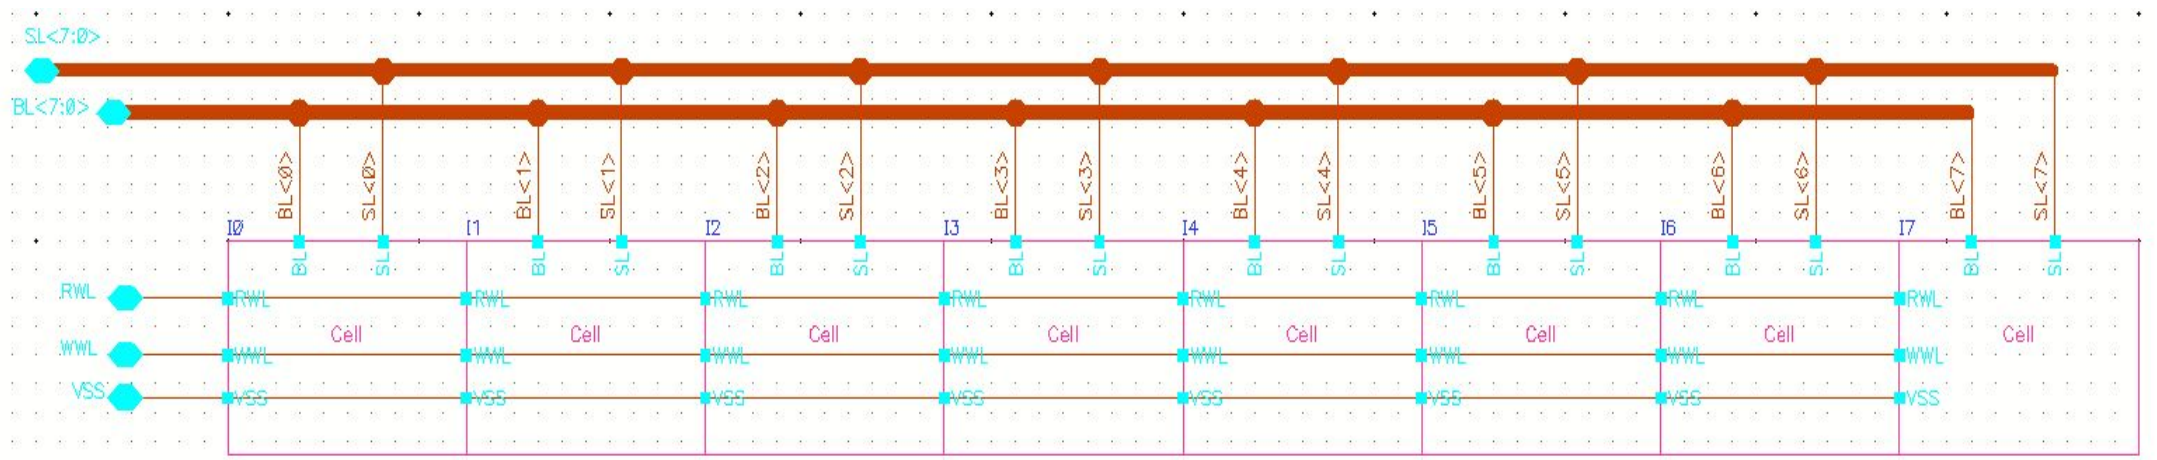 SL<7:0>
BL<7:0>
BL<0> SL<0> BL<1> SL<1> BL<2> SL<2> BL<3> SL<3> BL<4> SL<4> BL<5> SL<5> BL<6> SL<6> BL<7> SL<7>
I0 I1 I2 I3 I4 I5 I6 I7
BL SL BL SL BL SL BL SL BL SL BL SL BL SL BL SL
RWL RWL RWL RWL RWL RWL RWL RWL RWL
Cell Cell Cell Cell Cell Cell Cell Cell
WWL WWL WWL WWL WWL WWL WWL WWL WWL
VSS VSS VSS VSS VSS VSS VSS VSS VSS